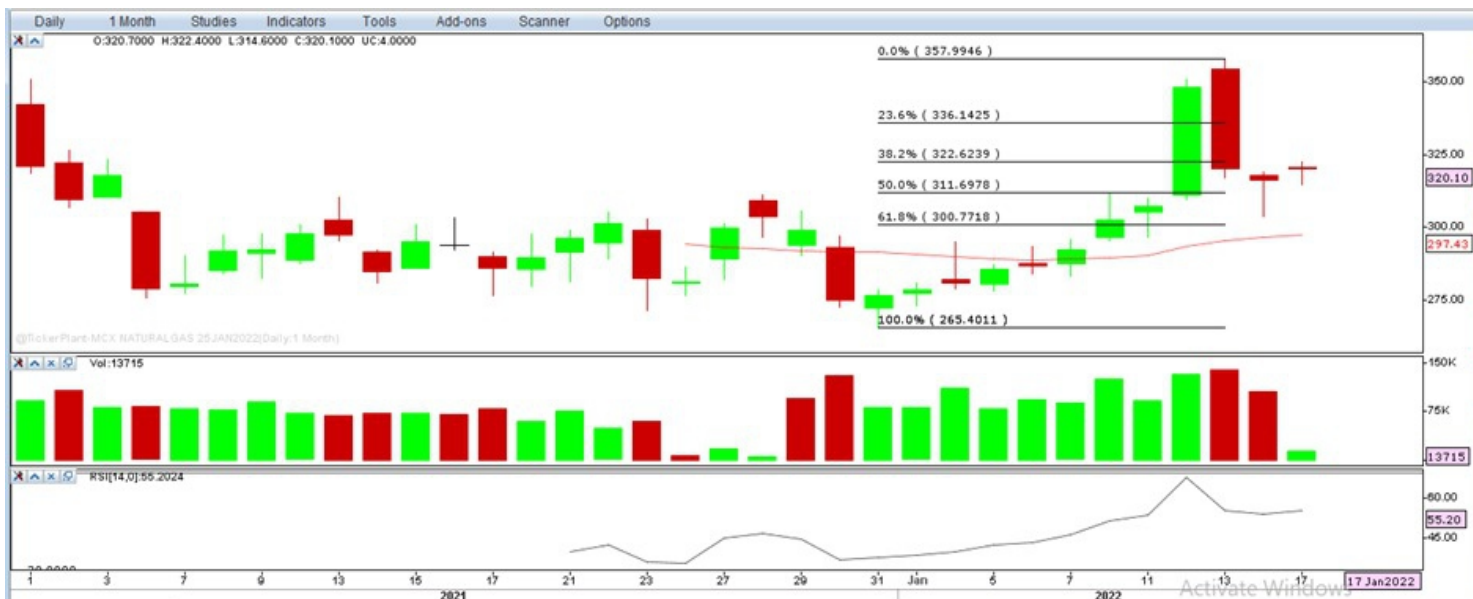 Daily 1 Month Studies Indicators Tools Add-ons Scanner Options
O:320.7000 H:322.4000 L:314.6000 C:320.1000 UC:4.0000
0.0% ( 357.9946 )
350.00
23.6% ( 336.1425 )
38.2% ( 322.6239 )
325.00
320.10
50.0% ( 311.6978 )
61.8% ( 300.7718 )
300.00
297.43
275.00
100.0% ( 265.4011 )
@TickerPlant-MCX NATURALGAS 25JAN2022(Daily:1 Month)
Vol:13715
150K
75K
13715
RSI[14,0]:55.2024
60.00
55.20
45.00
1 3 7 9 13 15 17 21 23 27 29 31 Jan 5 7 11 13 17 17 Jan2022
2021 2022
Activate Windows